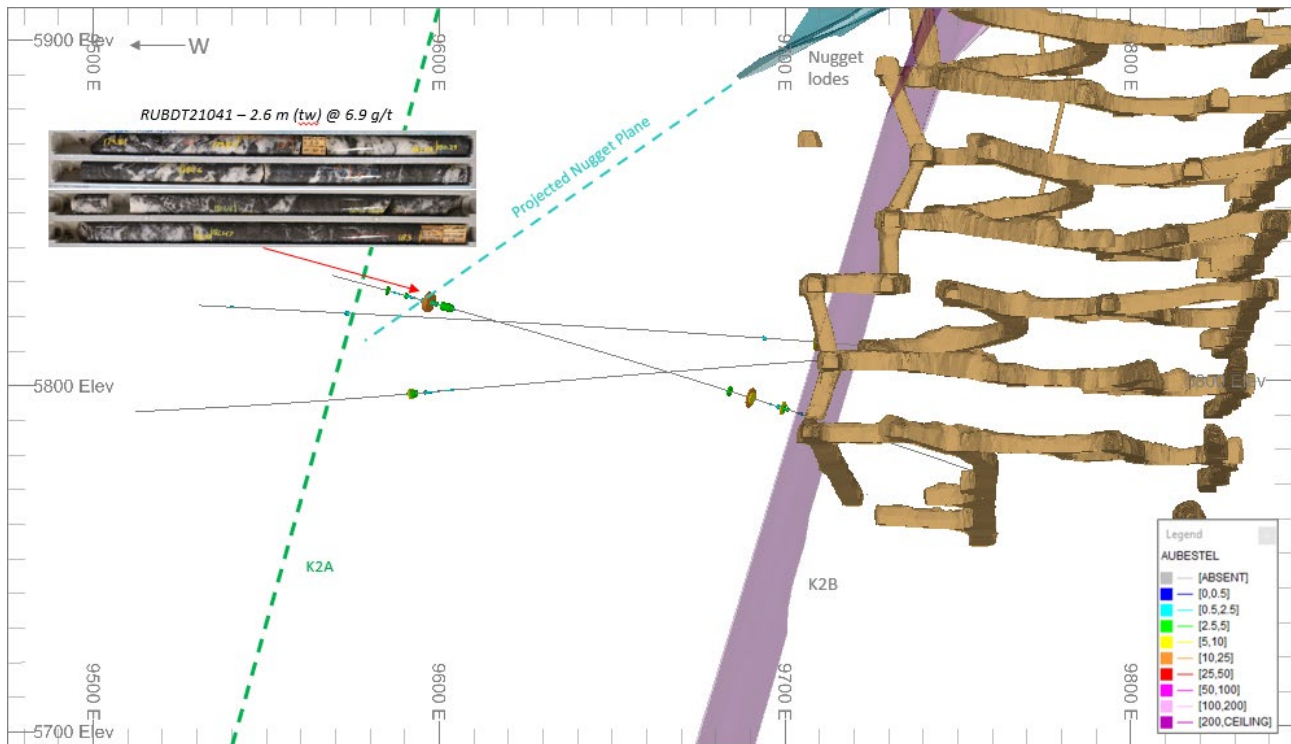 5900 Elev
9500 E
W
9600 E
9700 E
9800 E
Nugget
lodes
RUBDT21041 – 2.6 m (tw) @ 6.9 g/t
Projected Nugget Plane
5800 Elev
K2A
K2B
9500 E
9600 E
9700 E
9800 E
5700 Elev
Legend
AUBESTEL
[ABSENT]
[0,0.5]
[0.5,2.5]
[2.5,5]
[5,10]
[10,25]
[25,50]
[50,100]
[100,200]
[200,CEILING]